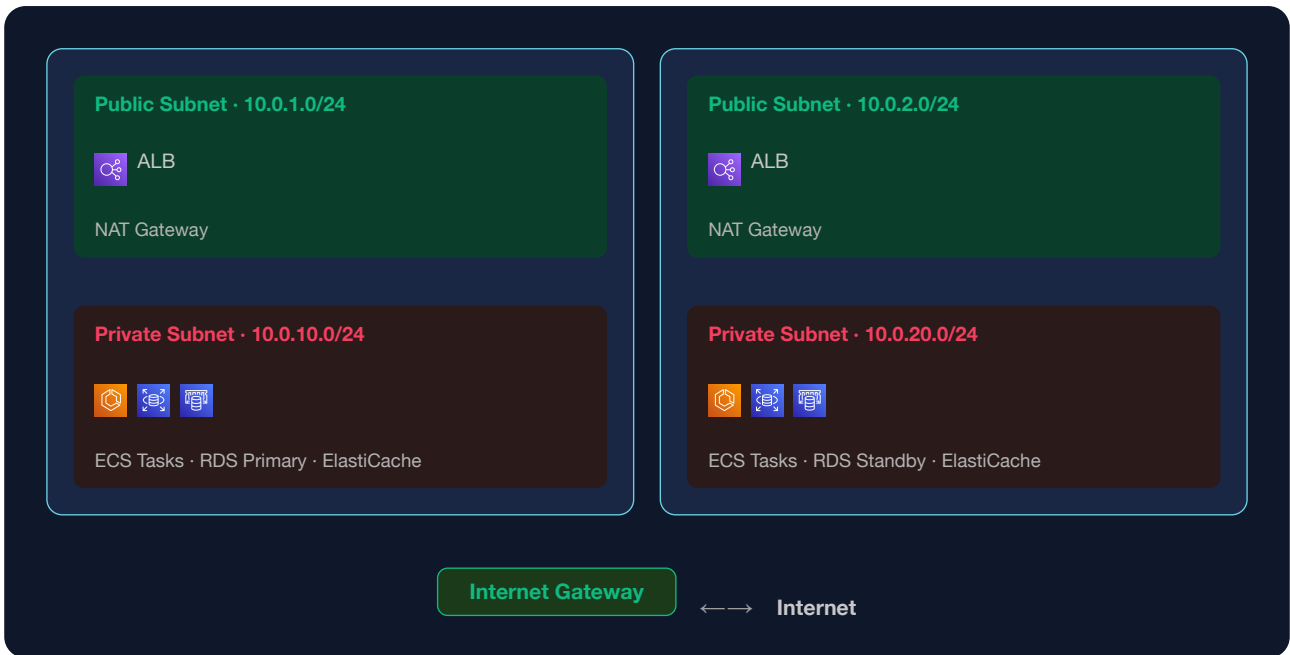 Public Subnet · 10.0.1.0/24
ALB
NAT Gateway
Private Subnet · 10.0.10.0/24
ECS Tasks · RDS Primary · ElastiCache
Public Subnet · 10.0.2.0/24
ALB
NAT Gateway
Private Subnet · 10.0.20.0/24
ECS Tasks · RDS Standby · ElastiCache
Internet Gateway
←→ Internet